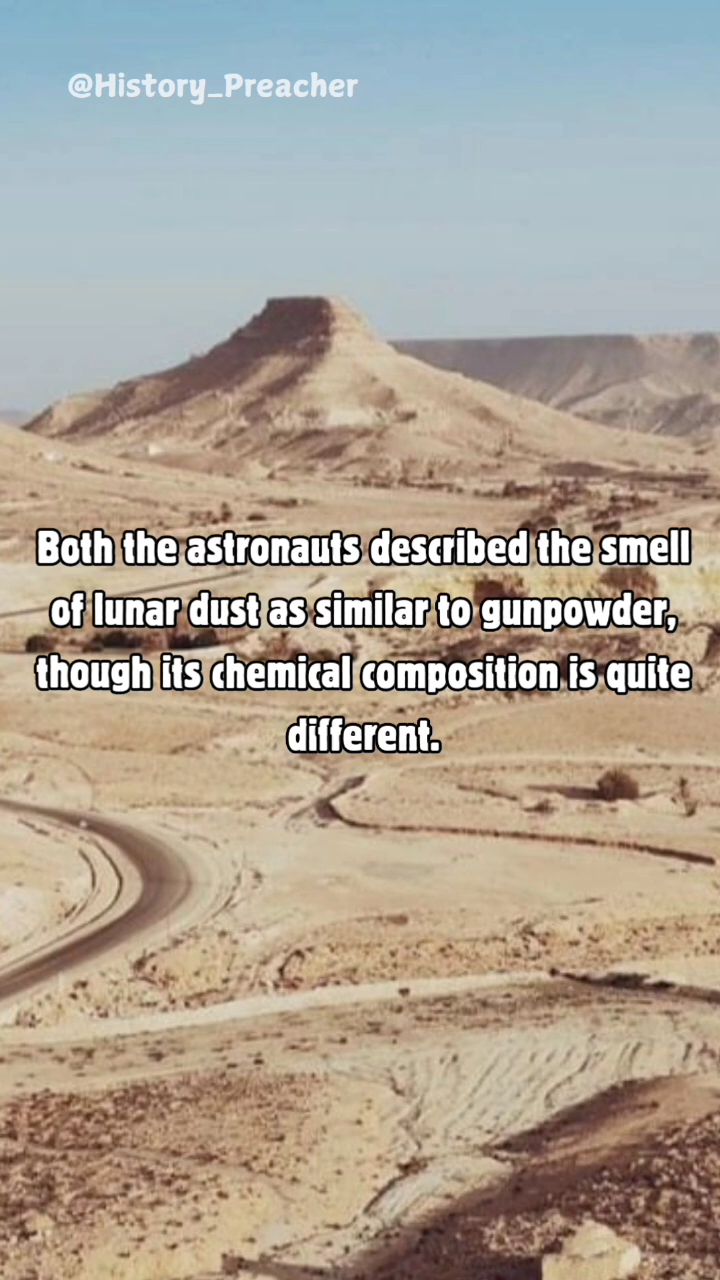 @History_Preacher
Both the astronauts described the smell
of lunar dust as similar to gunpowder,
though its chemical composition is quite
different.